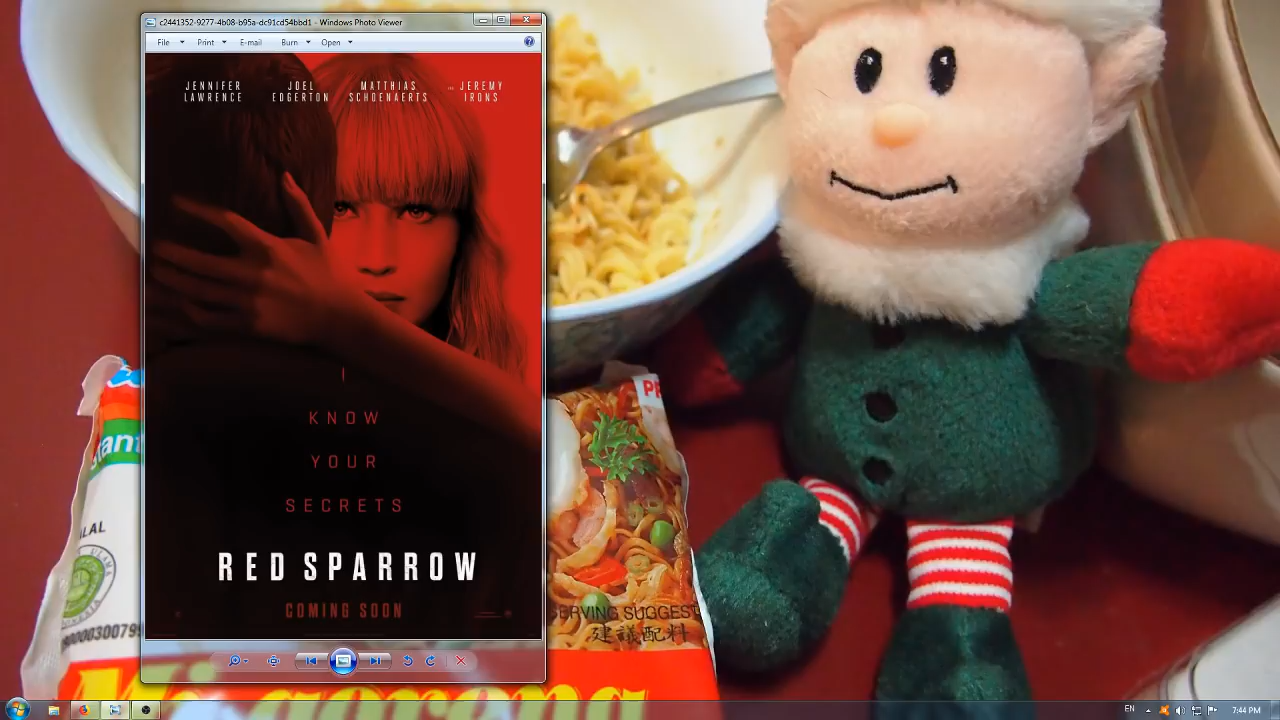 c2441352-9277-4b08-b95a-dc91cd54bbd1 - Windows Photo Viewer
File Print E-mail Burn Open
JENNIFER LAWRENCE
JOEL EDGERTON
MATTHIAS SCHOENAERTS
JEREMY IRONS
I
KNOW
YOUR
SECRETS
RED SPARROW
COMING SOON
SERVING SUGGEST
建議配料
Mi goreng
EN 7:44 PM